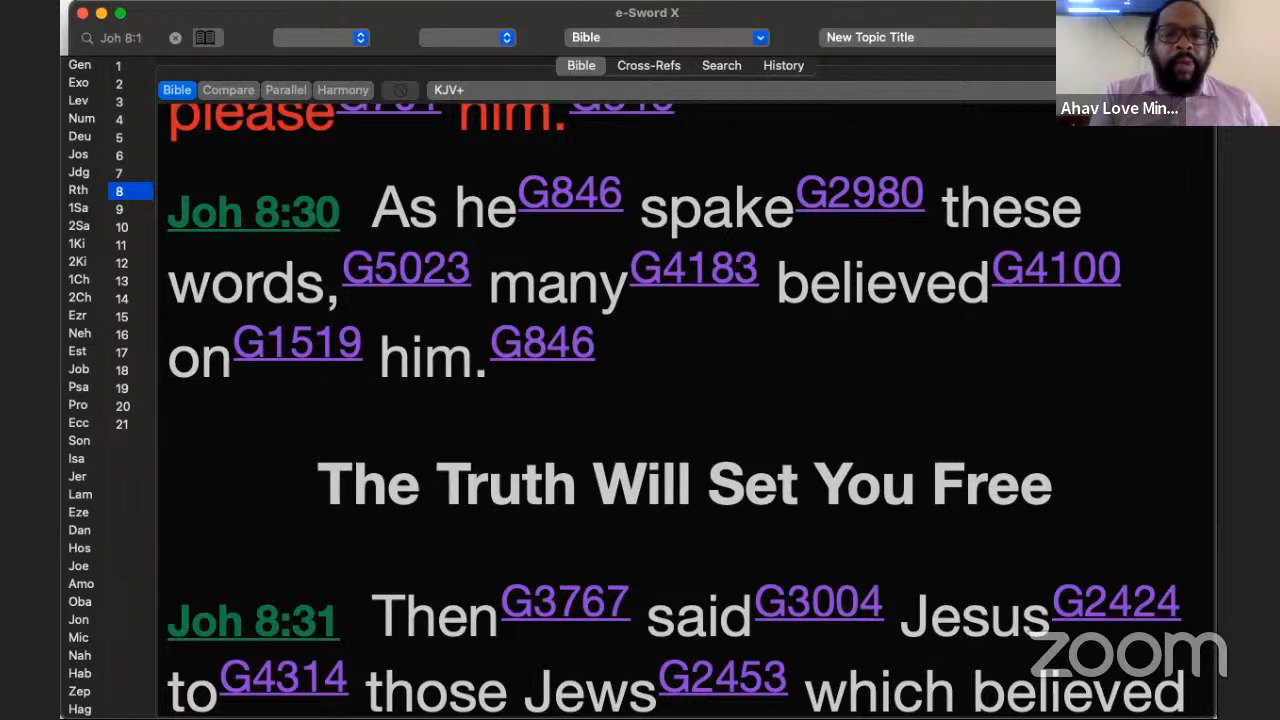 e-Sword X
Joh 8:1
Bible
New Topic Title
Bible Cross-Refs Search History
Bible Compare Parallel Harmony
KJV+
Gen
Exo
Lev
Num
Deu
Jos
Jdg
Rth
1Sa
2Sa
1Ki
2Ki
1Ch
2Ch
Ezr
Neh
Est
Job
Psa
Pro
Ecc
Son
Isa
Jer
Lam
Eze
Dan
Hos
Joe
Amo
Oba
Jon
Mic
Nah
Hab
Zep
Hag
1
2
3
4
5
6
7
8
9
10
11
12
13
14
15
16
17
18
19
20
21
please him.
Joh 8:30 As heG846 spakeG2980 these
words,G5023 manyG4183 believedG4100
onG1519 him.G846
The Truth Will Set You Free
Joh 8:31 ThenG3767 saidG3004 JesusG2424
toG4314 those JewsG2453 which believed
Ahav Love Min...
zoom